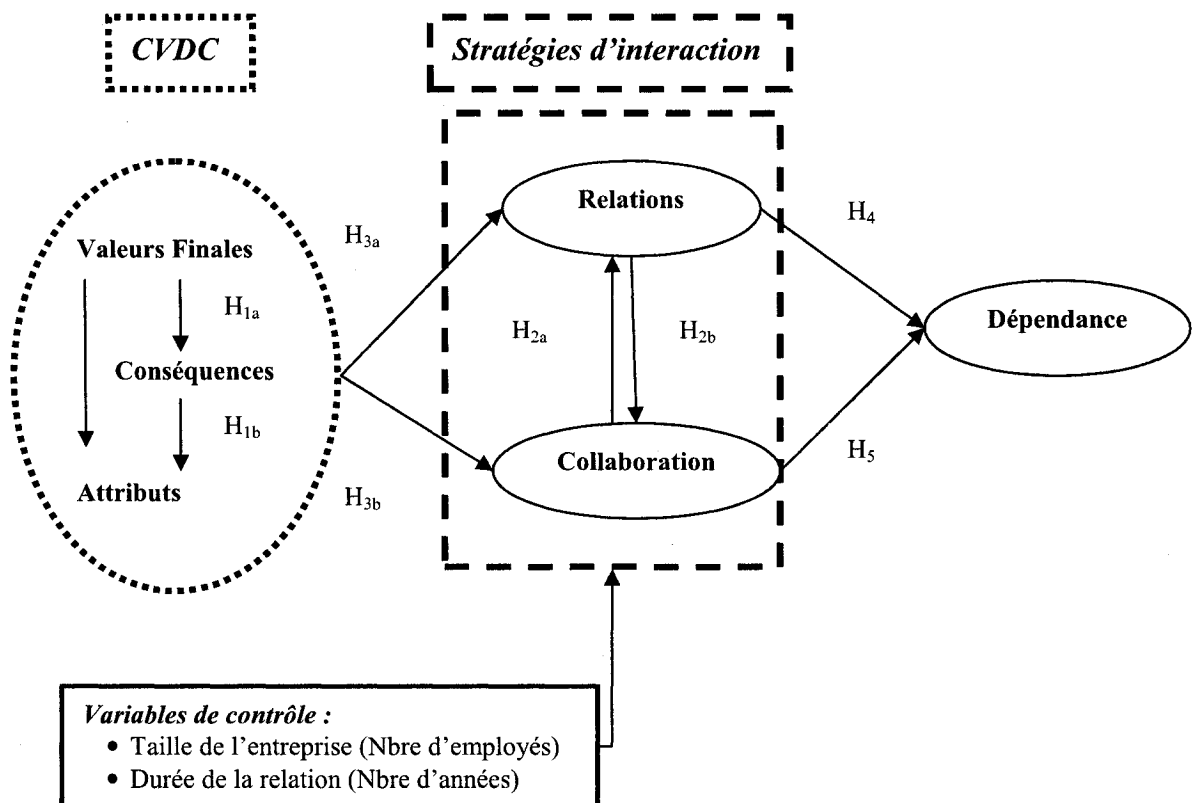 CVDC
Stratégies d'interaction
Relations
Valeurs Finales
H3a
H4
H1a
H2a
H2b
Dépendance
Conséquences
H1b
Collaboration
H5
Attributs
H3b
Variables de contrôle :
• Taille de l'entreprise (Nbre d'employés)
• Durée de la relation (Nbre d'années)